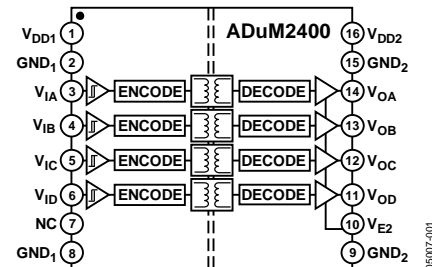 ADuM2400
VDD1 1
16 VDD2
GND1 2
15 GND2
VIA 3 ENCODE DECODE 14 VOA
VIB 4 ENCODE DECODE 13 VOB
VIC 5 ENCODE DECODE 12 VOC
VID 6 ENCODE DECODE 11 VOD
NC 7
10 VE2
GND1 8
9 GND2
05007-001